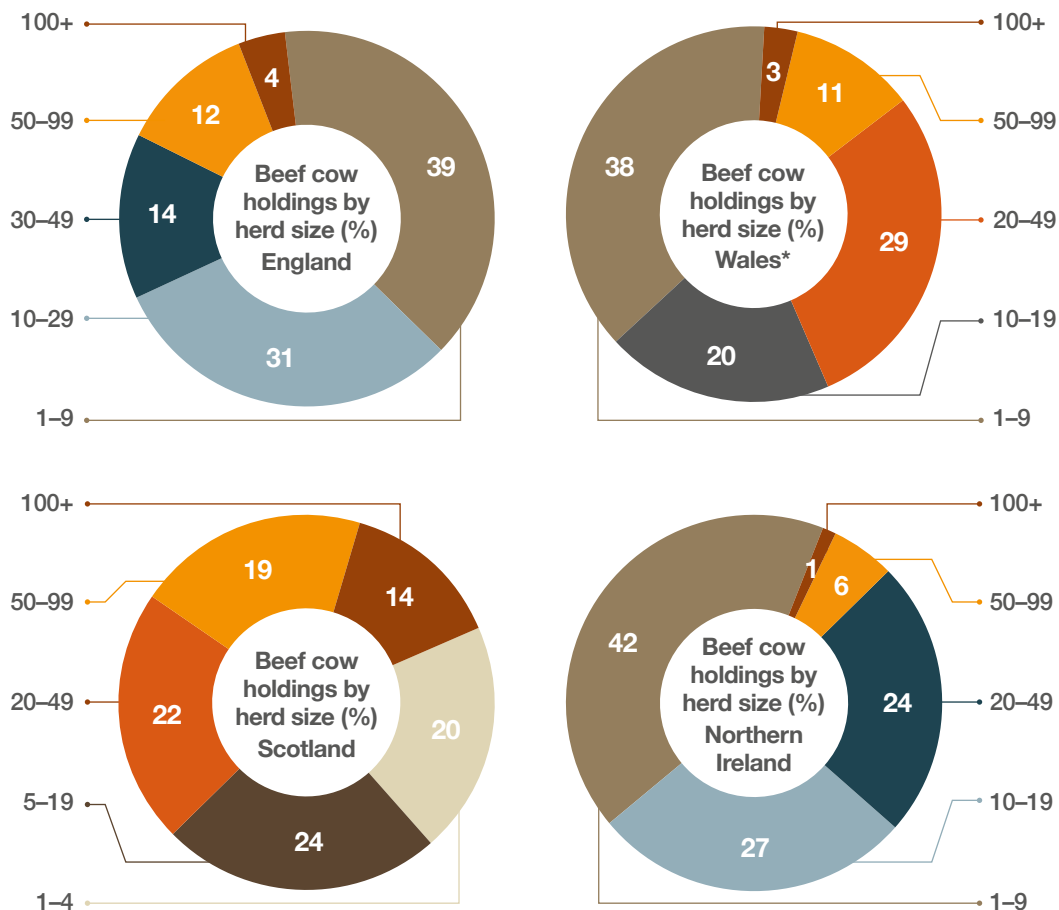 100+
50–99
30–49
10–29
1–9
4
12
14
31
39
Beef cow
holdings by
herd size (%)
England
100+
50–99
20–49
10–19
1–9
3
11
29
20
38
Beef cow
holdings by
herd size (%)
Wales*
100+
50–99
20–49
5–19
1–4
14
19
22
24
20
Beef cow
holdings by
herd size (%)
Scotland
100+
50–99
20–49
10–19
1–9
1
6
24
27
42
Beef cow
holdings by
herd size (%)
Northern
Ireland